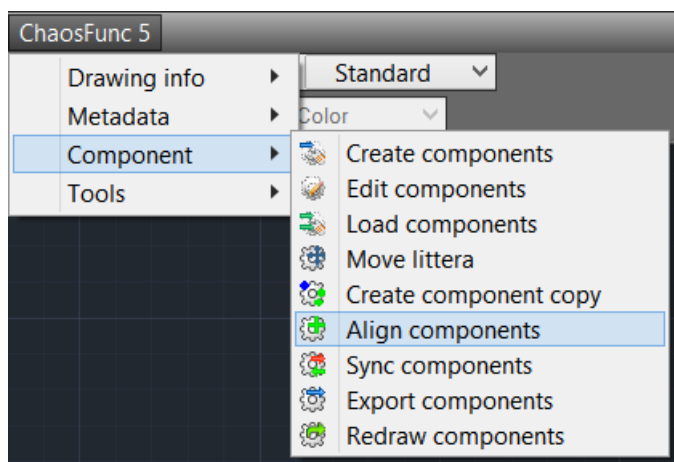 ChaosFunc 5
Drawing info
Standard
Metadata
Color
Component
Tools
Create components
Edit components
Load components
Move littera
Create component copy
Align components
Sync components
Export components
Redraw components